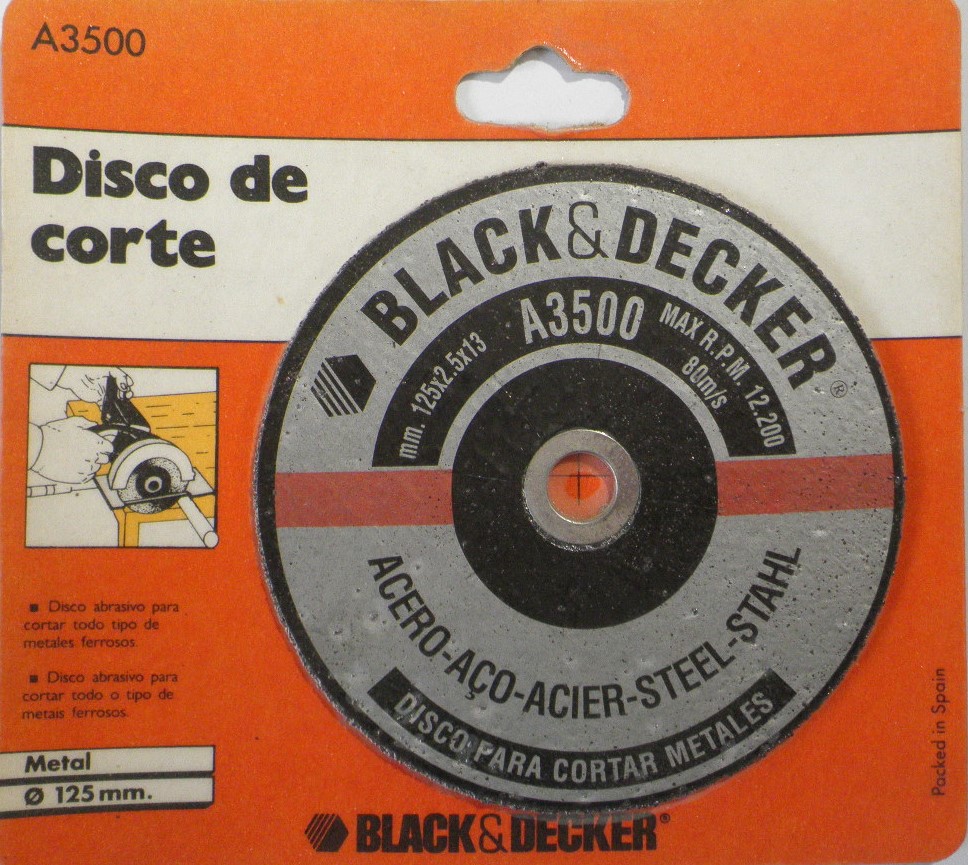 A3500
Disco de
corte
BLACK&DECKER®
A3500
mm. 125x2,5x13
MAX R.P.M. 12.200
80m/s
ACERO-AÇO-ACIER-STEEL-STAHL
DISCO PARA CORTAR METALES
■ Disco abrasivo para
cortar todo tipo de
metales ferrosos.
■ Disco abrasivo para
cortar todo o tipo de
metais ferrosos.
Metal
Ø 125 mm.
Packed in Spain
BLACK&DECKER®